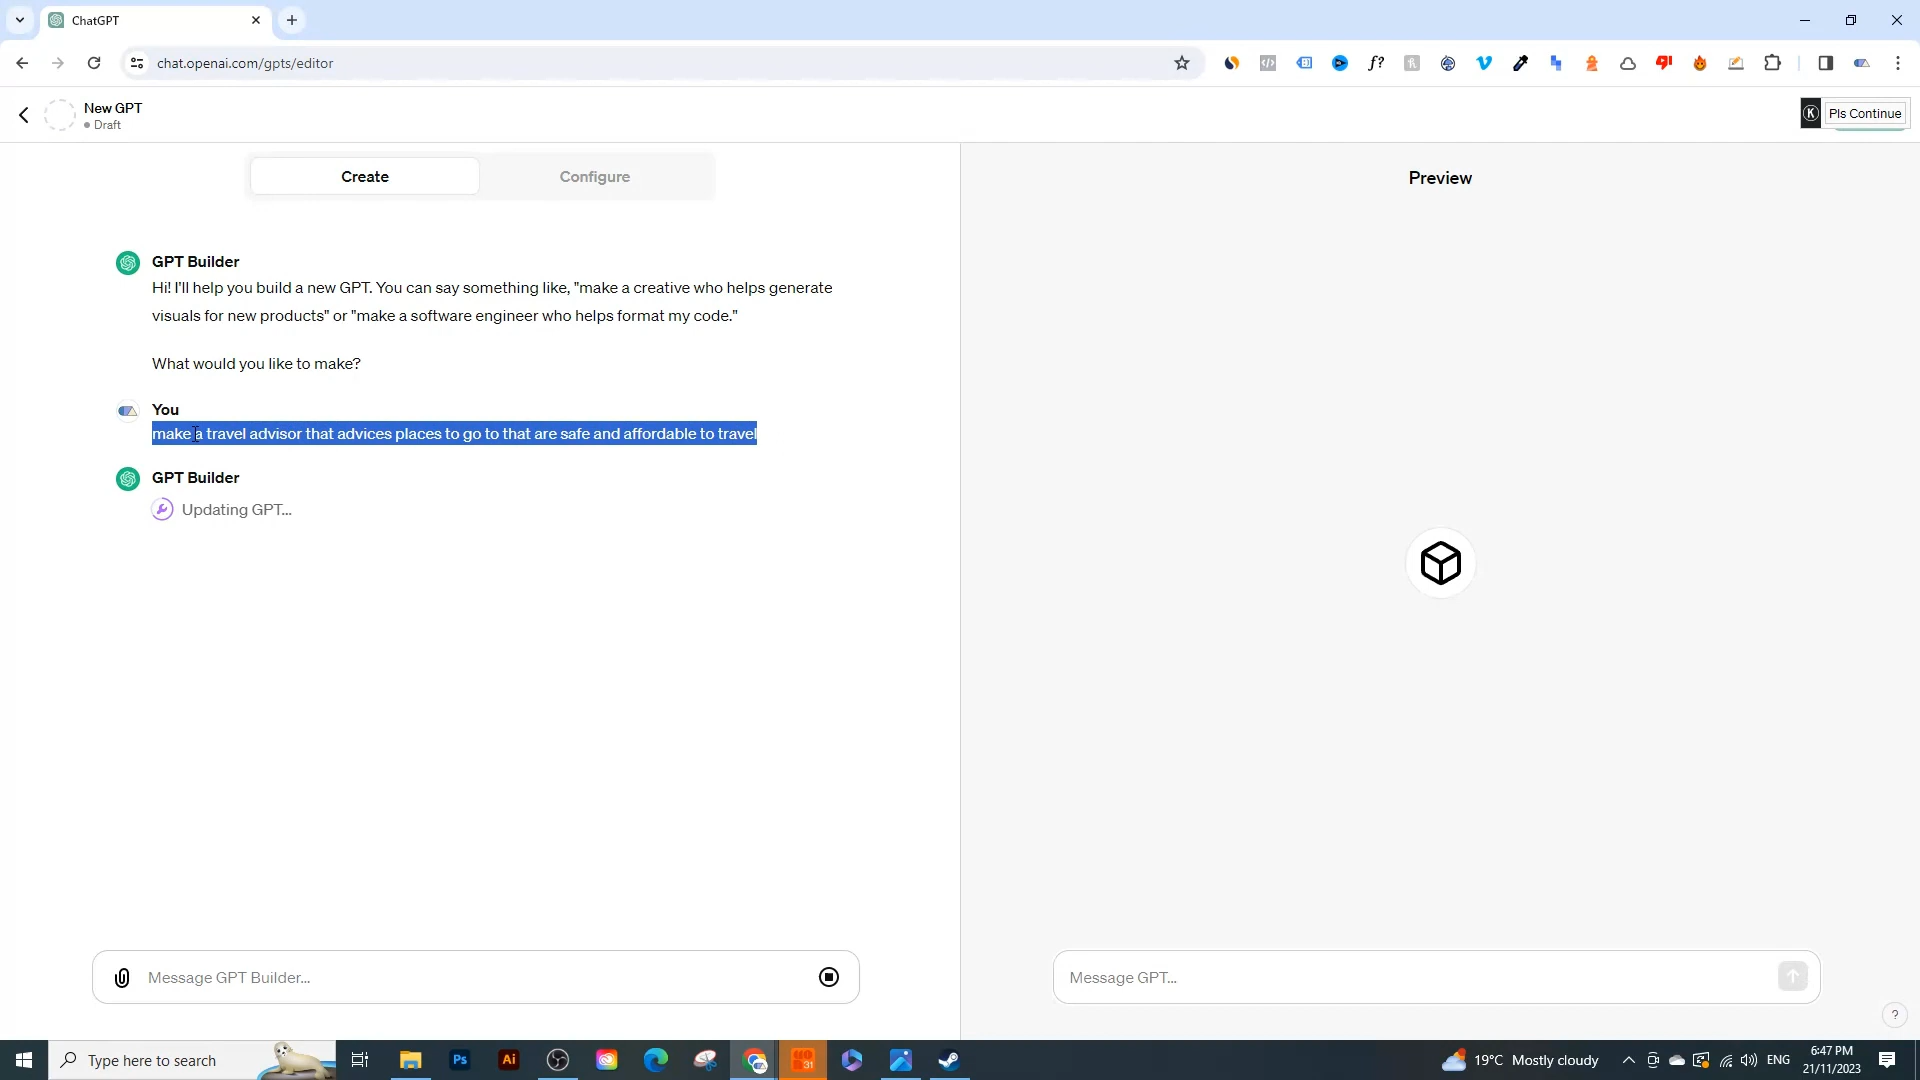 ChatGPT
chat.openai.com/gpts/editor
New GPT
Draft
Pls Continue
Create
Configure
Preview
GPT Builder
Hi! I'll help you build a new GPT. You can say something like, "make a creative who helps generate
visuals for new products" or "make a software engineer who helps format my code."
What would you like to make?
You
make a travel advisor that advices places to go to that are safe and affordable to travel
GPT Builder
Updating GPT...
Message GPT Builder...
Message GPT...
?
Type here to search
Ps
Ai
31
19°C Mostly cloudy
ENG
6:47 PM
21/11/2023